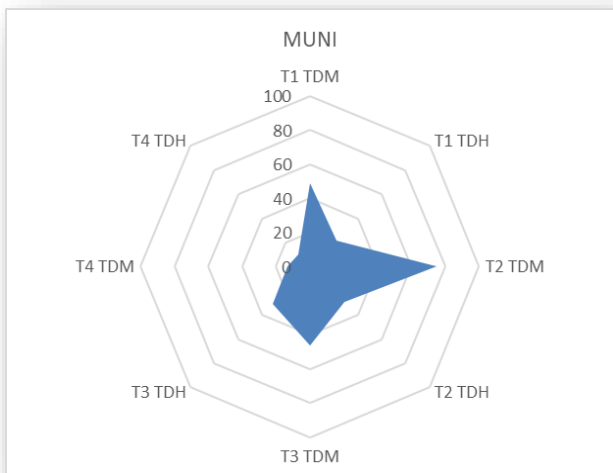 MUNI
T1 TDM
100
T4 TDH
80
T1 TDH
60
40
20
T4 TDM
0
T2 TDM
T3 TDH
T2 TDH
T3 TDM